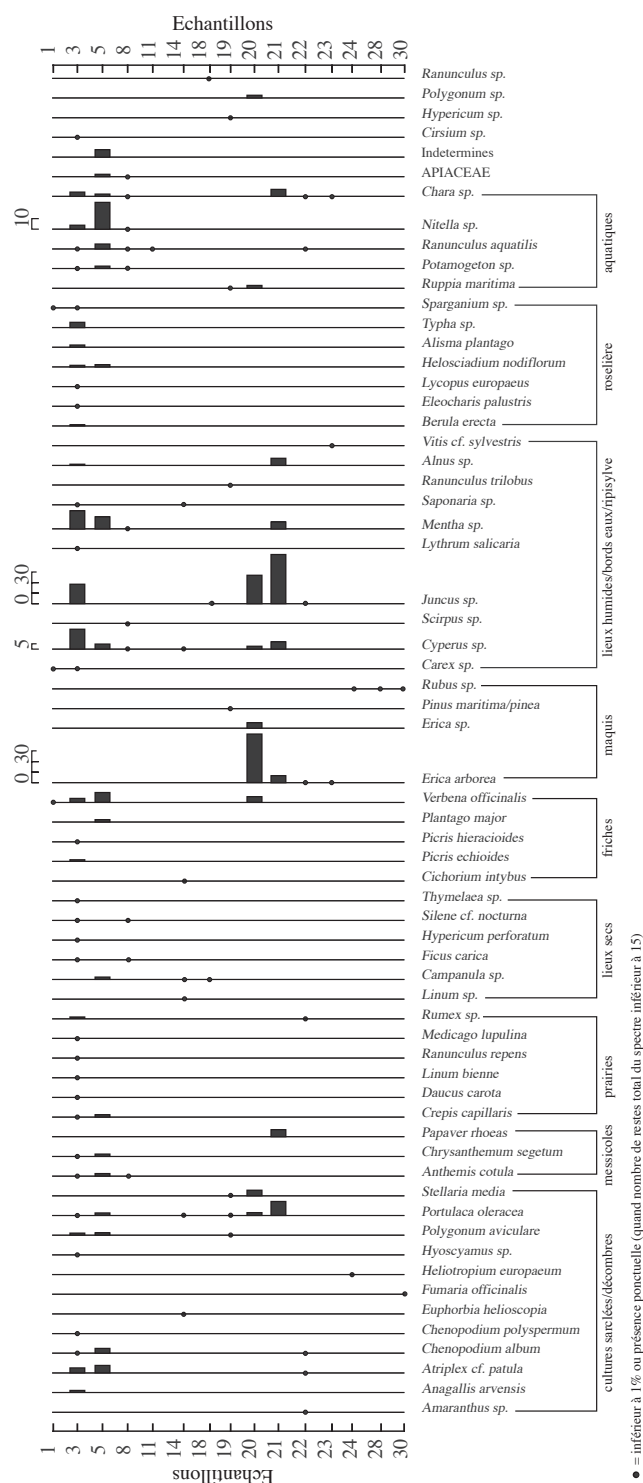 Echantillons
1 3 5 8 11 14 18 19 20 21 22 23 24 28 30
Ranunculus sp.
Polygonum sp.
Hypericum sp.
Cirsium sp.
Indetermines
APIACEAE
Chara sp.
10
Nitella sp.
Ranunculus aquatilis
Potamogeton sp.
Ruppia maritima
aquatiques
Sparganium sp.
Typha sp.
Alisma plantago
Helosciadium nodiflorum
Lycopus europaeus
Eleocharis palustris
Berula erecta
roselière
Vitis cf. sylvestris
Alnus sp.
Ranunculus trilobus
Saponaria sp.
Mentha sp.
Lythrum salicaria
0 30
Juncus sp.
Scirpus sp.
5
Cyperus sp.
Carex sp.
lieux humides/bords eaux/ripisylve
Rubus sp.
Pinus maritima/pinea
Erica sp.
0 30
Erica arborea
maquis
Verbena officinalis
Plantago major
Picris hieracioides
Picris echioides
Cichorium intybus
friches
Thymelaea sp.
Silene cf. nocturna
Hypericum perforatum
Ficus carica
Campanula sp.
Linum sp.
lieux secs
Rumex sp.
Medicago lupulina
Ranunculus repens
Linum bienne
Daucus carota
Crepis capillaris
prairies
Papaver rhoeas
Chrysanthemum segetum
Anthemis cotula
messicoles
Stellaria media
Portulaca oleracea
Polygonum aviculare
Hyoscyamus sp.
Heliotropium europaeum
Fumaria officinalis
Euphorbia helioscopia
Chenopodium polyspermum
Chenopodium album
Atriplex cf. patula
Anagallis arvensis
Amaranthus sp.
cultures sarclées/décombres
1 3 5 8 11 14 18 19 20 21 22 23 24 28 30
Echantillons
● = inférieur à 1% ou présence ponctuelle (quand nombre de restes total du spectre inférieur à 15)